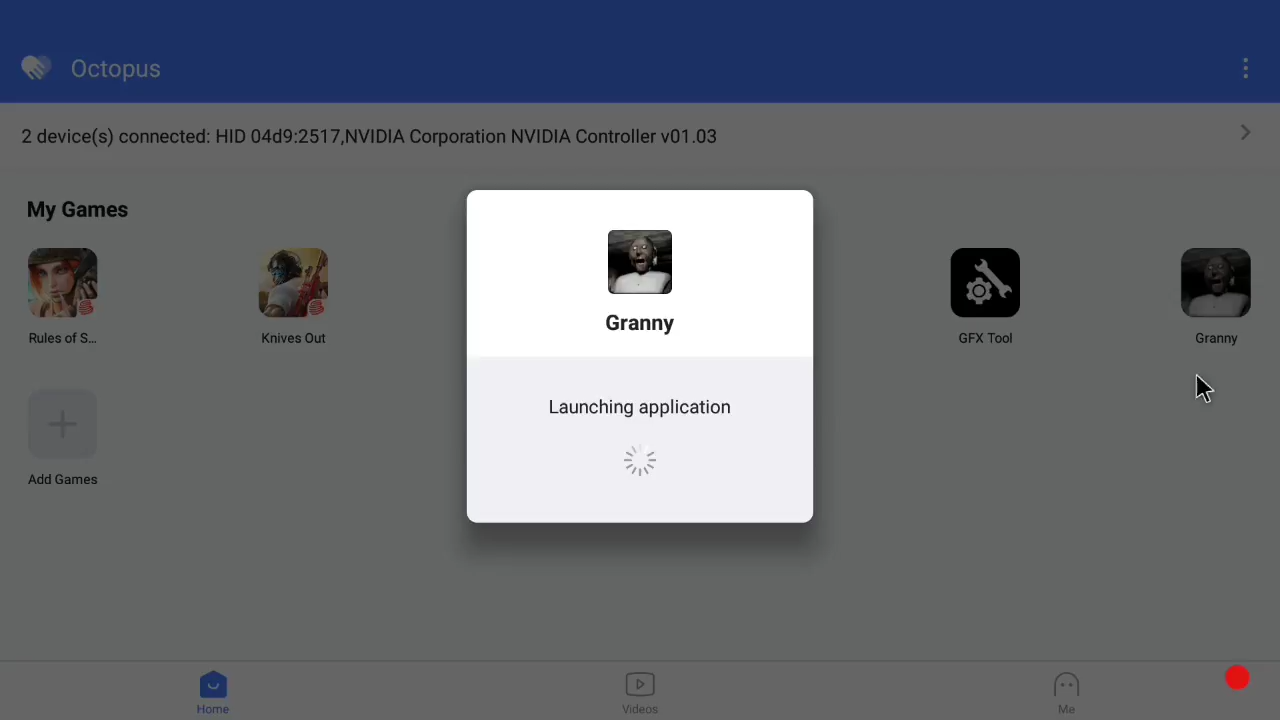 Octopus
2 device(s) connected: HID 04d9:2517,NVIDIA Corporation NVIDIA Controller v01.03
My Games
Granny
Rules of S...
Knives Out
GFX Tool
Granny
Launching application
Add Games
Home
Videos
Me